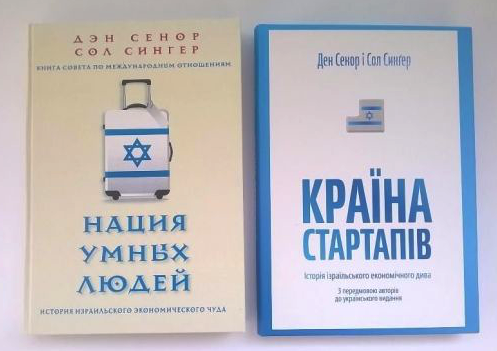 ДЭН СЕНОР
СОЛ СИНГЕР
КНИГА СОВЕТА ПО МЕЖДУНАРОДНЫМ ОТНОШЕНИЯМ
НАЦИЯ
УМНЫХ
ЛЮДЕЙ
ИСТОРИЯ ИЗРАИЛЬСКОГО ЭКОНОМИЧЕСКОГО ЧУДА
Ден Сенор і Сол Синґер
КРАЇНА
СТАРТАПІВ
Історія ізраїльського економічного дива
З передмовою авторів
до українського видання